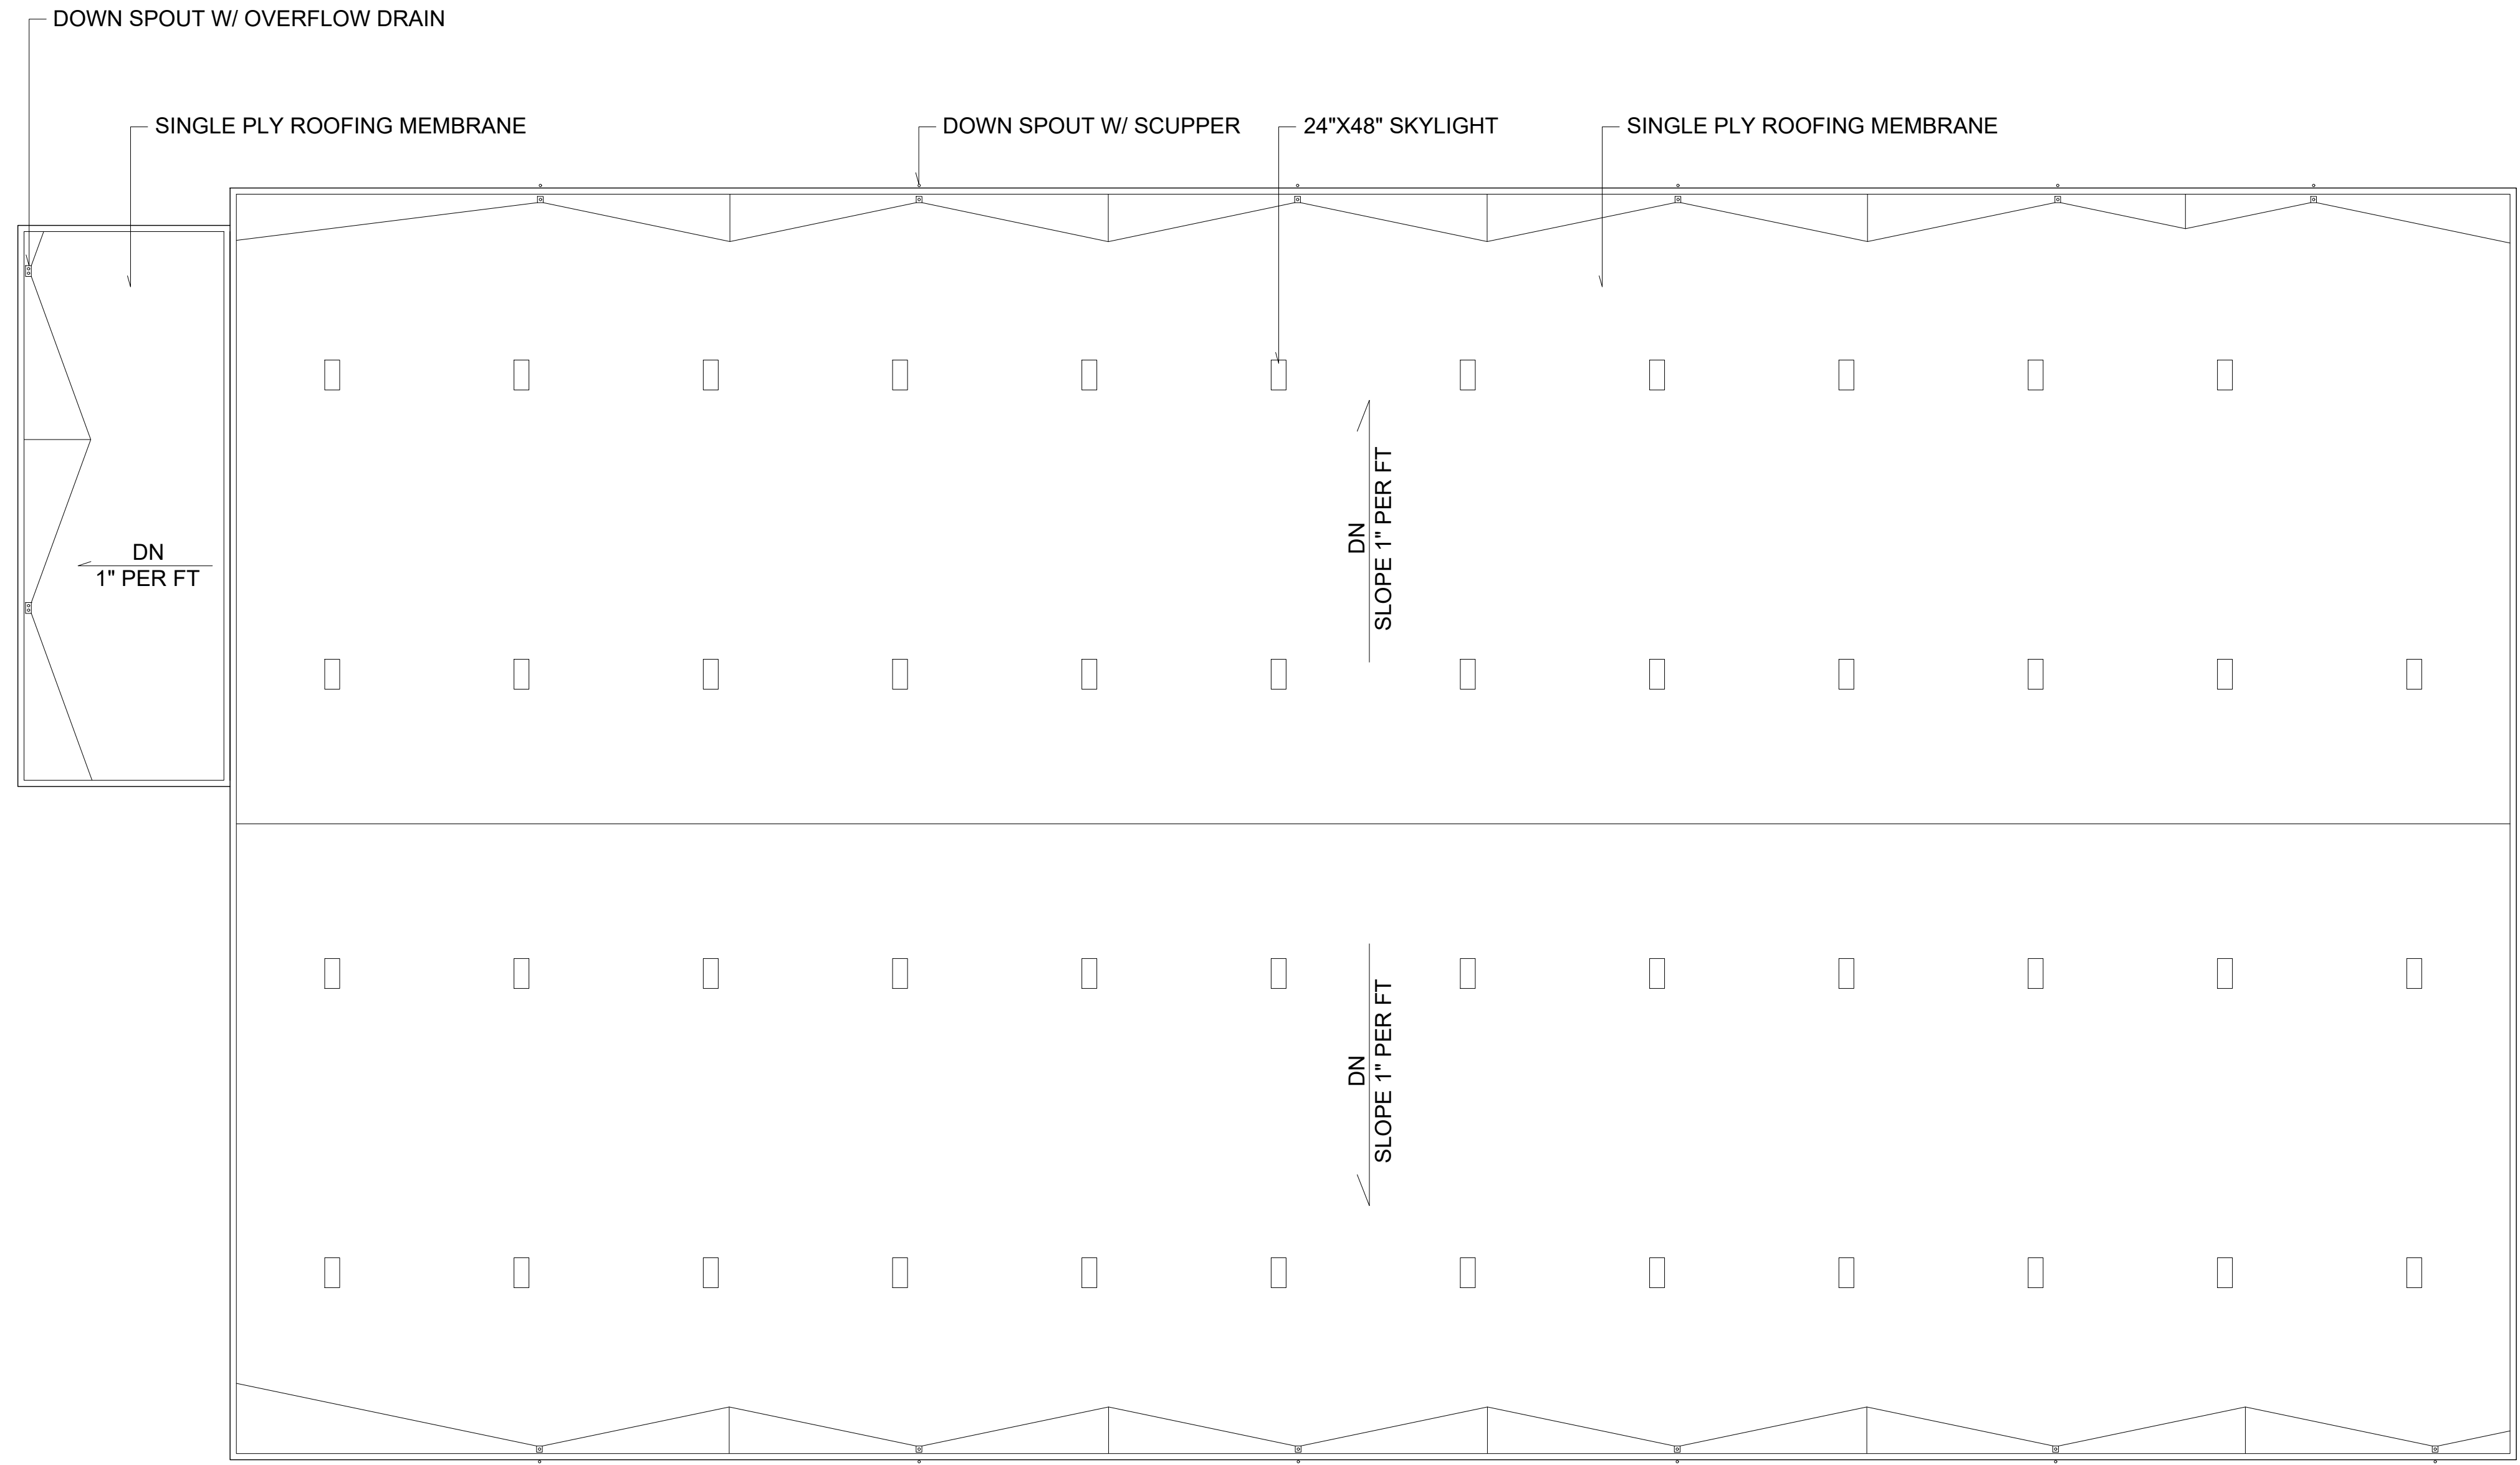 DOWN SPOUT W/ OVERFLOW DRAIN
SINGLE PLY ROOFING MEMBRANE
DOWN SPOUT W/ SCUPPER
24"X48" SKYLIGHT
SINGLE PLY ROOFING MEMBRANE
DN
SLOPE 1" PER FT
DN
1" PER FT
DN
SLOPE 1" PER FT